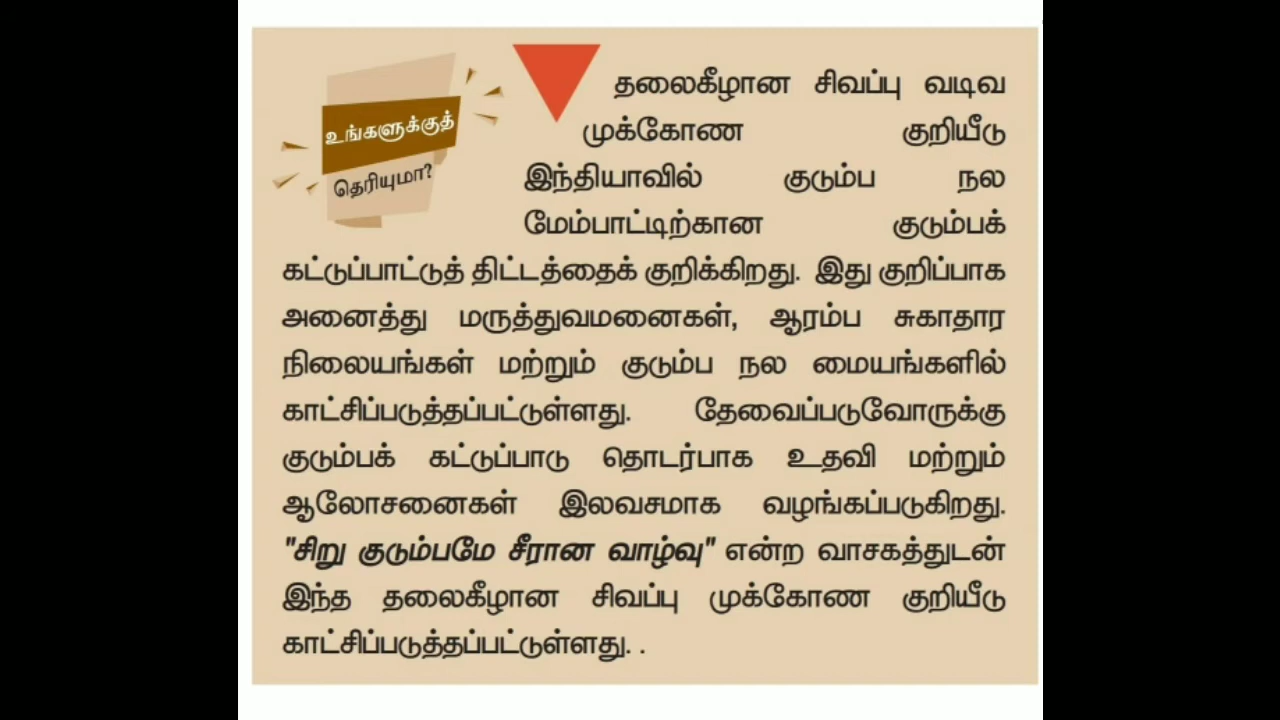 உங்களுக்குத்
தெரியுமா?
தலைகீழான சிவப்பு வடிவ
முக்கோண குறியீடு
இந்தியாவில் குடும்ப நல
மேம்பாட்டிற்கான குடும்பக்
கட்டுப்பாட்டுத் திட்டத்தைக் குறிக்கிறது. இது குறிப்பாக
அனைத்து மருத்துவமனைகள், ஆரம்ப சுகாதார
நிலையங்கள் மற்றும் குடும்ப நல மையங்களில்
காட்சிப்படுத்தப்பட்டுள்ளது. தேவைப்படுவோருக்கு
குடும்பக் கட்டுப்பாடு தொடர்பாக உதவி மற்றும்
ஆலோசனைகள் இலவசமாக வழங்கப்படுகிறது.
"சிறு குடும்பமே சீரான வாழ்வு" என்ற வாசகத்துடன்
இந்த தலைகீழான சிவப்பு முக்கோண குறியீடு
காட்சிப்படுத்தப்பட்டுள்ளது. .